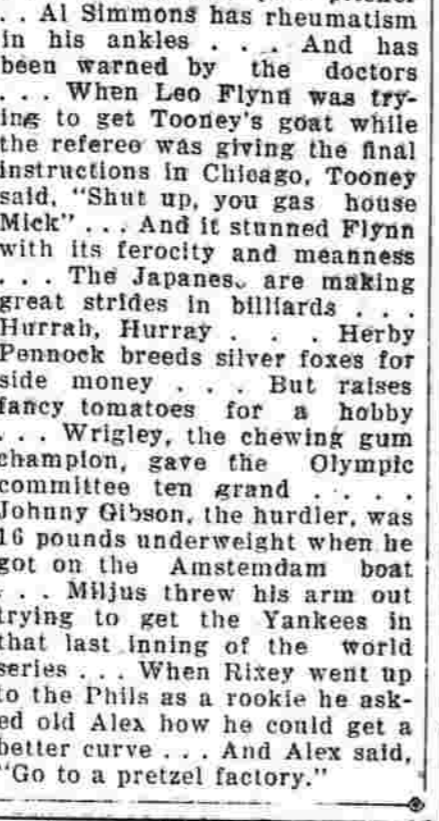 . . Al Simmons has rheumatism
in his ankles . . . And has
been warned by the doctors
. . . When Leo Flynn was try-
ing to get Tooney's goat while
the referee was giving the final
instructions in Chicago, Tooney
said, "Shut up, you gas house
Mick" . . . And it stunned Flynn
with its ferocity and meanness
. . . The Japanes. are making
great strides in billiards . . .
Hurrah, Hurray . . . Herby
Pennock breeds silver foxes for
side money . . . But raises
fancy tomatoes for a hobby
. . . Wrigley, the chewing gum
champion, gave the Olympic
committee ten grand . . . .
Johnny Gibson, the hurdler, was
16 pounds underweight when he
got on the Amstemdam boat
. . . Miljus threw his arm out
trying to get the Yankees in
that last inning of the world
series . . . When Rixey went up
to the Phils as a rookie he ask-
ed old Alex how he could get a
better curve . . . And Alex said,
"Go to a pretzel factory."